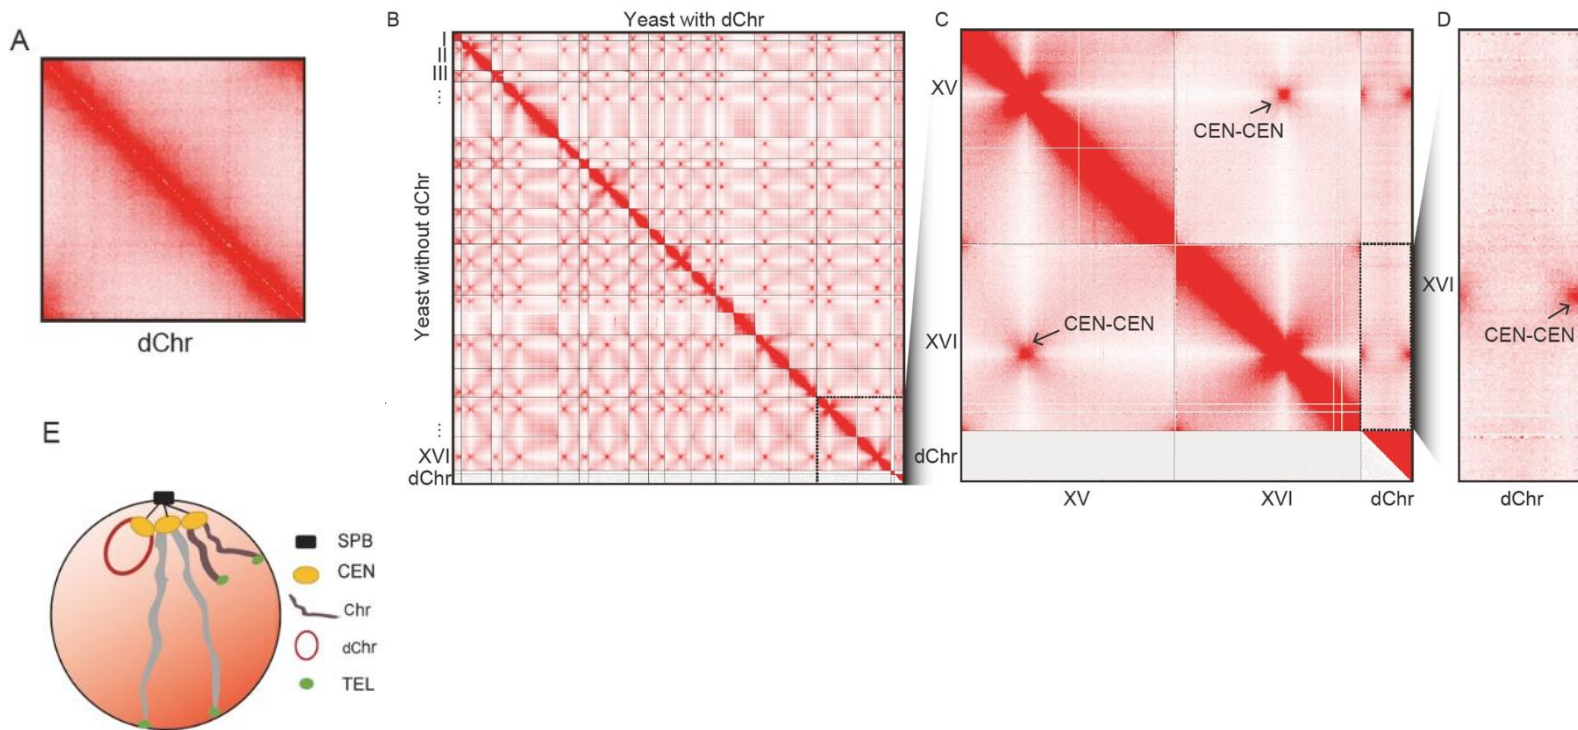 A
dChr
B
Yeast with dChr
Yeast without dChr
I
II
III
...
...
XVI
dChr
C
XV
XVI
dChr
CEN-CEN
CEN-CEN
XV
XVI
dChr
D
XVI
CEN-CEN
dChr
E
SPB
CEN
Chr
dChr
TEL